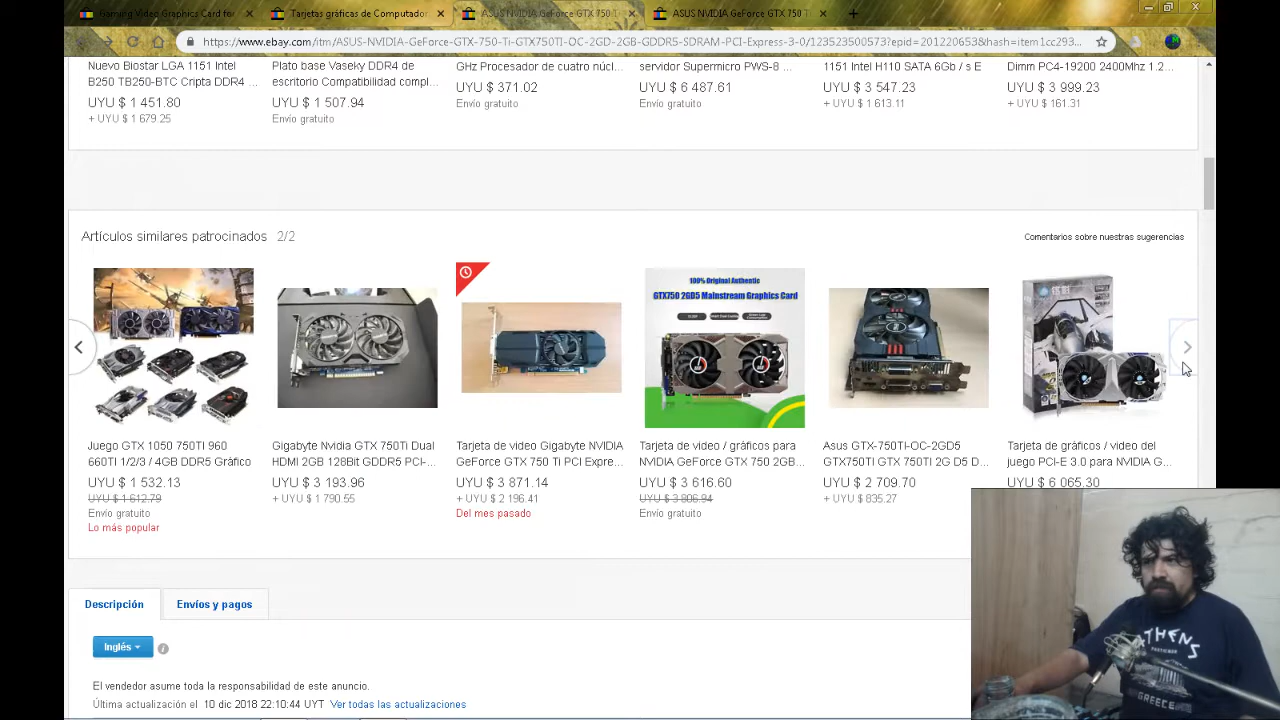 Gaming Video Graphics Card for
Tarjetas gráficas de Computador
ASUS NVIDIA GeForce GTX 750 T
ASUS NVIDIA GeForce GTX 750 T
https://www.ebay.com/itm/ASUS-NVIDIA-GeForce-GTX-750-Ti-GTX750TI-OC-2GD-2GB-GDDR5-SDRAM-PCI-Express-3-0/123523500573?epid=201220653&hash=item1cc293...
Nuevo Biostar LGA 1151 Intel
B250 TB250-BTC Cripta DDR4 ...
UYU $ 1 451.80
+ UYU $ 1 679.25
Plato base Vaseky DDR4 de
escritorio Compatibilidad compl...
UYU $ 1 507.94
Envío gratuito
GHz Procesador de cuatro núcl...
UYU $ 371.02
Envío gratuito
servidor Supermicro PWS-8 ...
UYU $ 6 487.61
Envío gratuito
1151 Intel H110 SATA 6Gb / s E
UYU $ 3 547.23
+ UYU $ 1 613.11
Dimm PC4-19200 2400Mhz 1.2...
UYU $ 3 999.23
+ UYU $ 161.31
Artículos similares patrocinados 2/2
Comentarios sobre nuestras sugerencias
100% Original Authentic
GTX750 2GD5 Mainstream Graphics Card
Juego GTX 1050 750TI 960
660TI 1/2/3 / 4GB DDR5 Gráfico
UYU $ 1 532.13
UYU $ 1 612.79
Envío gratuito
Lo más popular
Gigabyte Nvidia GTX 750Ti Dual
HDMI 2GB 128Bit GDDR5 PCI-...
UYU $ 3 193.96
+ UYU $ 1 790.55
Tarjeta de video Gigabyte NVIDIA
GeForce GTX 750 Ti PCI Expre...
UYU $ 3 871.14
+ UYU $ 2 196.41
Del mes pasado
Tarjeta de video / gráficos para
NVIDIA GeForce GTX 750 2GB...
UYU $ 3 616.60
UYU $ 3 806.94
Envío gratuito
Asus GTX-750TI-OC-2GD5
GTX750TI GTX 750TI 2G D5 D...
UYU $ 2 709.70
+ UYU $ 835.27
Tarjeta de gráficos / video del
juego PCI-E 3.0 para NVIDIA G...
UYU $ 6 065.30
Descripción
Envíos y pagos
Inglés
El vendedor asume toda la responsabilidad de este anuncio.
Última actualización el 10 dic 2018 22:10:44 UYT Ver todas las actualizaciones
ATHENS
GREECE